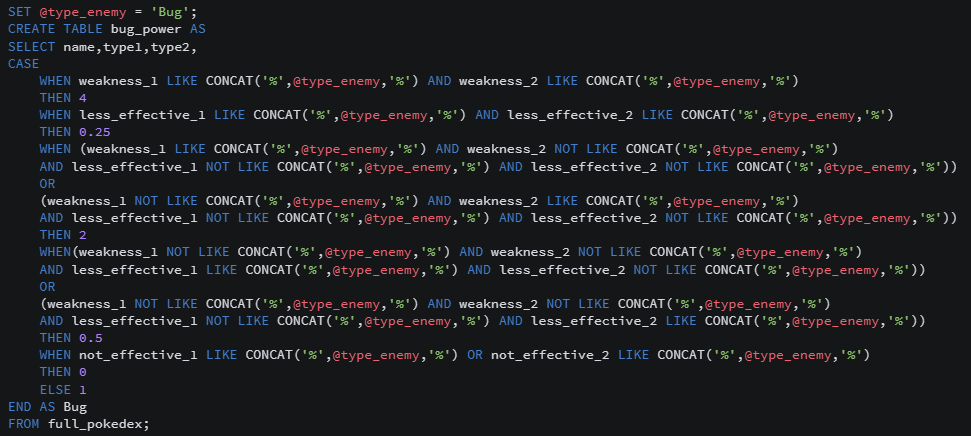 SET @type_enemy = 'Bug';
CREATE TABLE bug_power AS
SELECT name,type1,type2,
CASE
    WHEN weakness_1 LIKE CONCAT('%',@type_enemy,'%') AND weakness_2 LIKE CONCAT('%',@type_enemy,'%')
    THEN 4
    WHEN less_effective_1 LIKE CONCAT('%',@type_enemy,'%') AND less_effective_2 LIKE CONCAT('%',@type_enemy,'%')
    THEN 0.25
    WHEN (weakness_1 LIKE CONCAT('%',@type_enemy,'%') AND weakness_2 NOT LIKE CONCAT('%',@type_enemy,'%')
    AND less_effective_1 NOT LIKE CONCAT('%',@type_enemy,'%') AND less_effective_2 NOT LIKE CONCAT('%',@type_enemy,'%'))
    OR
    (weakness_1 NOT LIKE CONCAT('%',@type_enemy,'%') AND weakness_2 LIKE CONCAT('%',@type_enemy,'%')
    AND less_effective_1 NOT LIKE CONCAT('%',@type_enemy,'%') AND less_effective_2 NOT LIKE CONCAT('%',@type_enemy,'%'))
    THEN 2
    WHEN(weakness_1 NOT LIKE CONCAT('%',@type_enemy,'%') AND weakness_2 NOT LIKE CONCAT('%',@type_enemy,'%')
    AND less_effective_1 LIKE CONCAT('%',@type_enemy,'%') AND less_effective_2 NOT LIKE CONCAT('%',@type_enemy,'%'))
    OR
    (weakness_1 NOT LIKE CONCAT('%',@type_enemy,'%') AND weakness_2 NOT LIKE CONCAT('%',@type_enemy,'%')
    AND less_effective_1 NOT LIKE CONCAT('%',@type_enemy,'%') AND less_effective_2 LIKE CONCAT('%',@type_enemy,'%'))
    THEN 0.5
    WHEN not_effective_1 LIKE CONCAT('%',@type_enemy,'%') OR not_effective_2 LIKE CONCAT('%',@type_enemy,'%')
    THEN 0
    ELSE 1
END AS Bug
FROM full_pokedex;